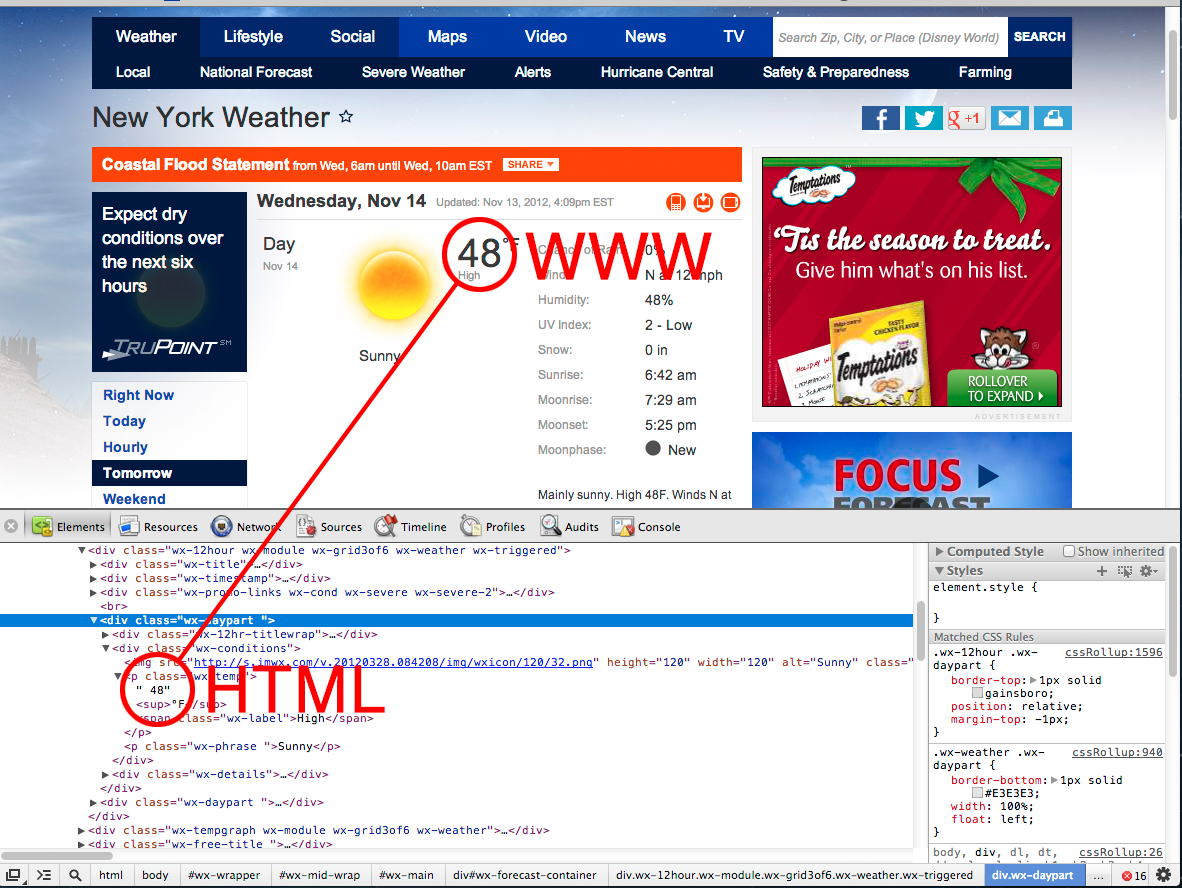 Weather Lifestyle Social Maps Video News TV Search Zip, City, or Place (Disney World) SEARCH
Local National Forecast Severe Weather Alerts Hurricane Central Safety & Preparedness Farming
New York Weather
+1
Coastal Flood Statement from Wed, 6am until Wed, 10am EST SHARE
Expect dry
conditions over
the next six
hours
TRUPOINT SM
Right Now
Today
Hourly
Tomorrow
Weekend
Wednesday, Nov 14 Updated: Nov 13, 2012, 4:09pm EST
Day
Nov 14
Sunny
48°F
High
WWW
Chance of Rain: 0%
Wind: N at 12 mph
Humidity: 48%
UV Index: 2 - Low
Snow: 0 in
Sunrise: 6:42 am
Moonrise: 7:29 am
Moonset: 5:25 pm
Moonphase: New
Mainly sunny. High 48F. Winds N at
Temptations
'Tis the season to treat.
Give him what's on his list.
TASTY
CHICKEN FLAVOR
Temptations
HOLIDAY
ROLLOVER
TO EXPAND
ADVERTISEMENT
FOCUS
FORECAST
Elements Resources Network Sources Timeline Profiles Audits Console
<div class="wx-12hour wx-module wx-grid3of6 wx-weather wx-triggered">
<div class="wx-title">…</div>
<div class="wx-timestamp">…</div>
<div class="wx-promo-links wx-cond wx-severe wx-severe-2">…</div>
<br>
<div class="wx-daypart ">
<div class="wx-12hr-titlewrap">…</div>
<div class="wx-conditions">
<img src="http://s.imwx.com/v.20120328.084208/img/wxicon/120/32.png" height="120" width="120" alt="Sunny" class="
<p class="wx-temp">
" 48"
<sup>°F</sup>
<span class="wx-label">High</span>
</p>
<p class="wx-phrase ">Sunny</p>
</div>
<div class="wx-details">…</div>
</div>
<div class="wx-daypart ">…</div>
</div>
<div class="wx-tempgraph wx-module wx-grid3of6 wx-weather">…</div>
<div class="wx-free-title ">…</div>
HTML
Computed Style Show inherited
Styles
element.style {
}
Matched CSS Rules
.wx-12hour .wx- cssRollup:1596
daypart {
border-top: 1px solid
gainsboro;
position: relative;
margin-top: -1px;
}
.wx-weather .wx- cssRollup:940
daypart {
border-bottom: 1px solid
#E3E3E3;
width: 100%;
float: left;
}
body, div, dl, dt, cssRollup:26
html body #wx-wrapper #wx-mid-wrap #wx-main div#wx-forecast-container div.wx-12hour.wx-module.wx-grid3of6.wx-weather.wx-triggered div.wx-daypart ... 16